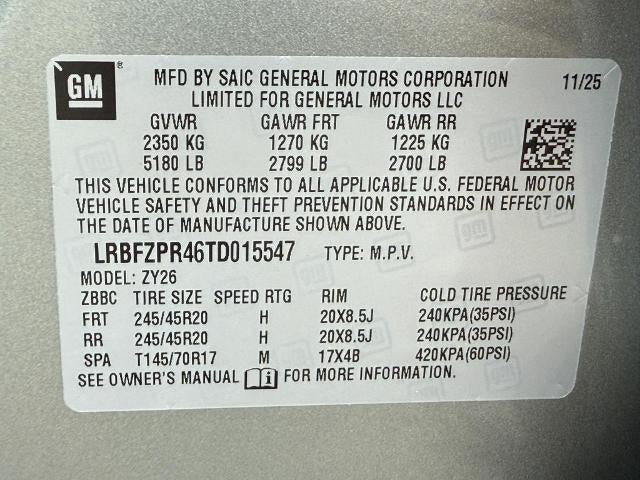 GM ®
MFD BY SAIC GENERAL MOTORS CORPORATION 11/25
LIMITED FOR GENERAL MOTORS LLC
GVWR GAWR FRT GAWR RR
2350 KG 1270 KG 1225 KG
5180 LB 2799 LB 2700 LB
THIS VEHICLE CONFORMS TO ALL APPLICABLE U.S. FEDERAL MOTOR
VEHICLE SAFETY AND THEFT PREVENTION STANDARDS IN EFFECT ON
THE DATE OF MANUFACTURE SHOWN ABOVE.
LRBFZPR46TD015547 TYPE: M.P.V.
MODEL: ZY26
ZBBC TIRE SIZE SPEED RTG RIM COLD TIRE PRESSURE
FRT 245/45R20 H 20X8.5J 240KPA(35PSI)
RR 245/45R20 H 20X8.5J 240KPA(35PSI)
SPA T145/70R17 M 17X4B 420KPA(60PSI)
SEE OWNER'S MANUAL FOR MORE INFORMATION.